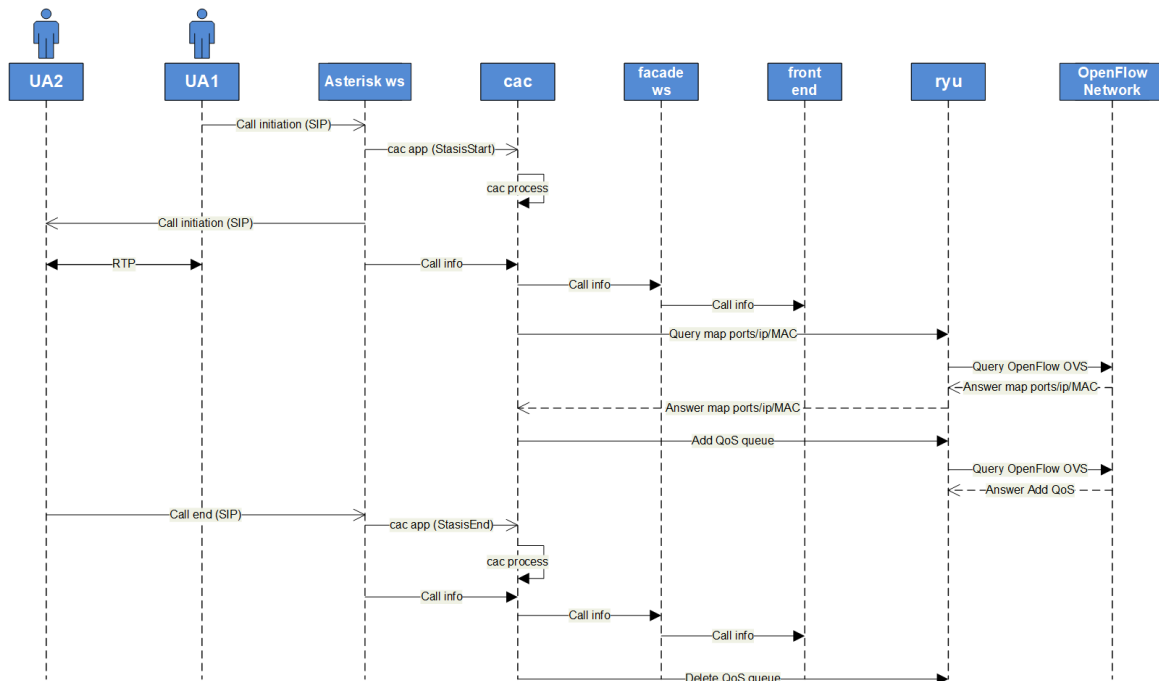 UA2
UA1
Asterisk ws
cac
facade
ws
front
end
ryu
OpenFlow
Network
Call initiation (SIP)
cac app (StasisStart)
cac process
Call initiation (SIP)
RTP
Call info
Call info
Call info
Query map ports/ip/MAC
Query OpenFlow OVS
Answer map ports/ip/MAC
Answer map ports/ip/MAC
Add QoS queue
Query OpenFlow OVS
Answer Add QoS
Call end (SIP)
cac app (StasisEnd)
cac process
Call info
Call info
Call info
Delete QoS queue